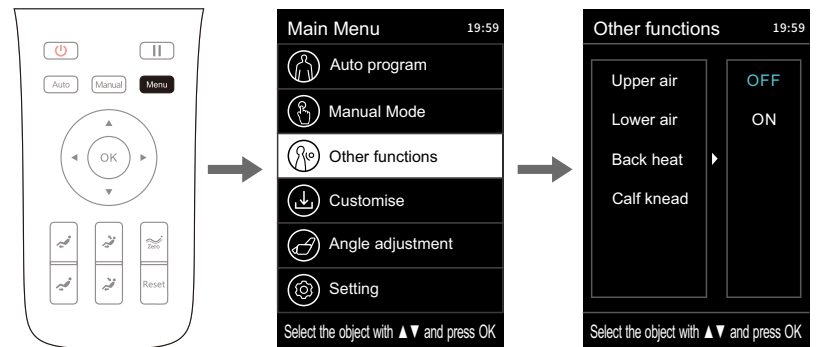 Auto Manual Menu
OK
Zero
Reset
Main Menu 19:59
Auto program
Manual Mode
Other functions
Customise
Angle adjustment
Setting
Select the object with ▲▼ and press OK
Other functions 19:59
Upper air OFF
Lower air ON
Back heat
Calf knead
Select the object with ▲▼ and press OK